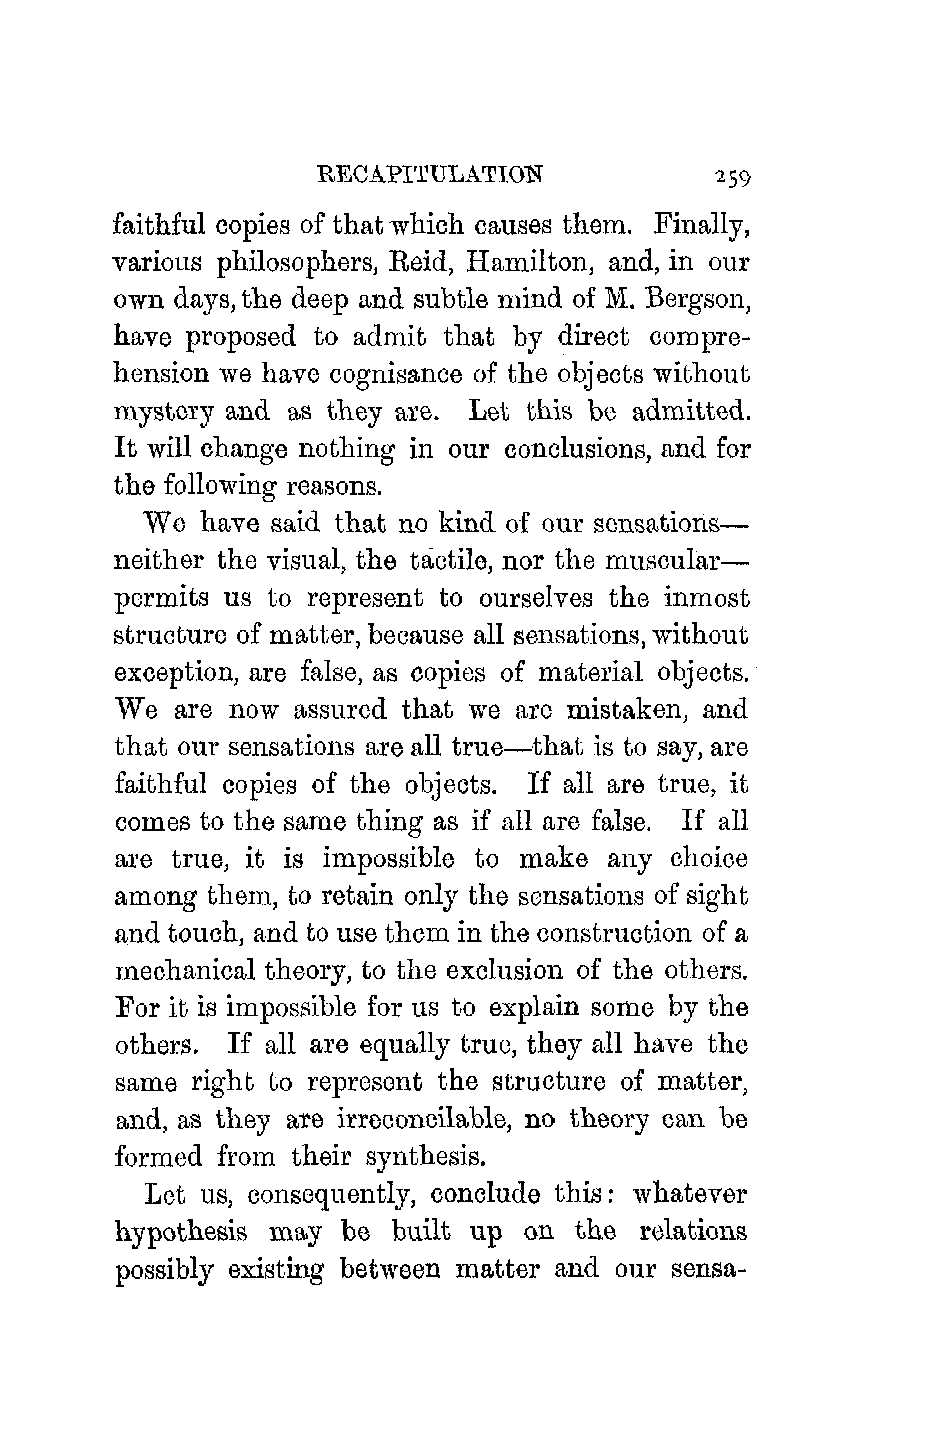 RECAPITULATION 259
faithful copies of that which causes them. Finally,
various philosophers, Reid, Hamilton, and, in our
own days, the deep and subtle mind of M. Bergson,
have proposed to admit that by direct compre-
hension we have cognisance of the objects without
mystery and as they are. Let this be admitted.
It will change nothing in our conclusions, and for
the following reasons.
We have said that no kind of our sensations—
neither the visual, the tactile, nor the muscular—
permits us to represent to ourselves the inmost
structure of matter, because all sensations, without
exception, are false, as copies of material objects.
We are now assured that we are mistaken, and
that our sensations are all true—that is to say, are
faithful copies of the objects. If all are true, it
comes to the same thing as if all are false. If all
are true, it is impossible to make any choice
among them, to retain only the sensations of sight
and touch, and to use them in the construction of a
mechanical theory, to the exclusion of the others.
For it is impossible for us to explain some by the
others. If all are equally true, they all have the
same right to represent the structure of matter,
and, as they are irreconcilable, no theory can be
formed from their synthesis.
Let us, consequently, conclude this: whatever
hypothesis may be built up on the relations
possibly existing between matter and our sensa-